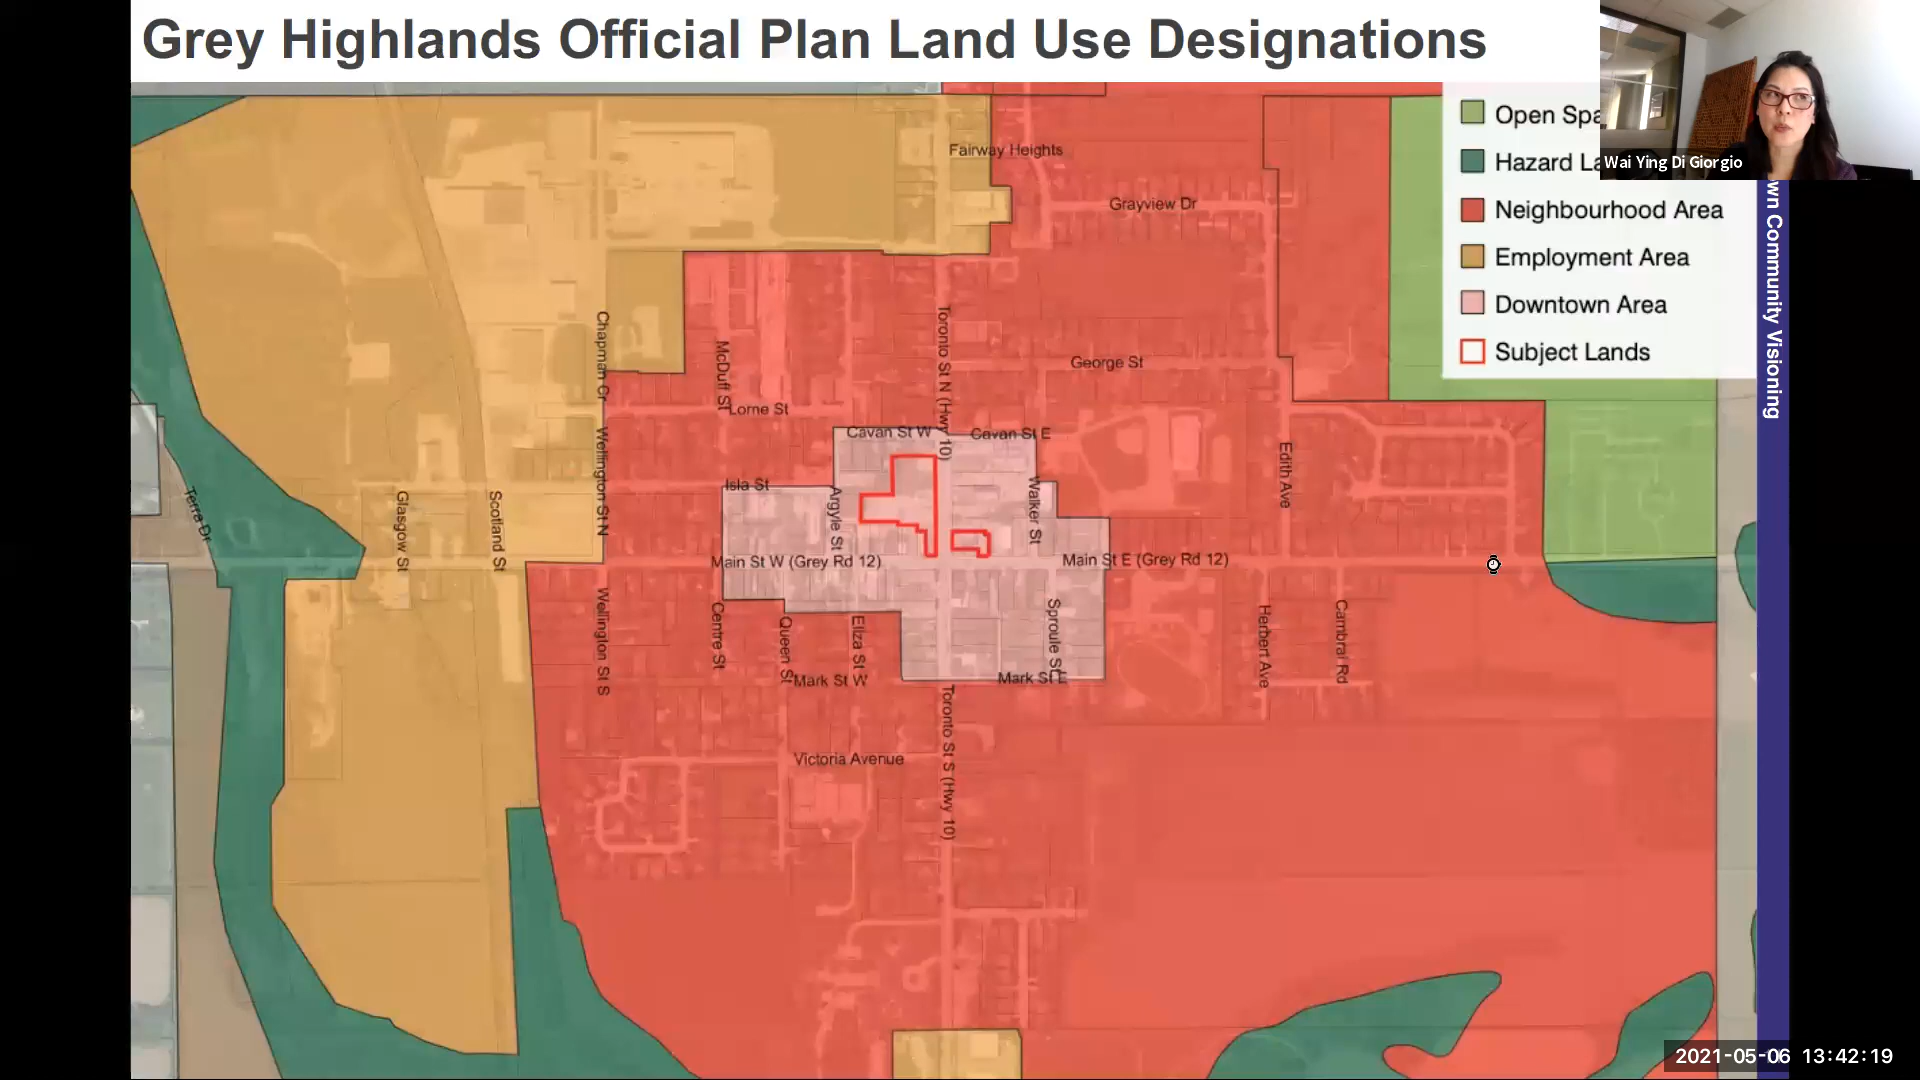 Grey Highlands Official Plan Land Use Designations
Open Spa
Hazard La
Wai Ying Di Giorgio
Neighbourhood Area
Employment Area
Downtown Area
Subject Lands
wn Community Visioning
Fairway Heights
Grayview Dr
Chapman Cr
McDuff St
Toronto St N (Hwy 10)
George St
Lorne St
Cavan St W
Cavan St E
Wellington St N
Edith Ave
Isla St
Argyle St
Walker St
Terra Dr
Glasgow St
Scotland St
Main St W (Grey Rd 12)
Main St E (Grey Rd 12)
Wellington St S
Centre St
Queen St
Eliza St
Sproule St
Herbert Ave
Cambrai Rd
Mark St W
Mark St E
Toronto St S (Hwy 10)
Victoria Avenue
2021-05-06 13:42:19